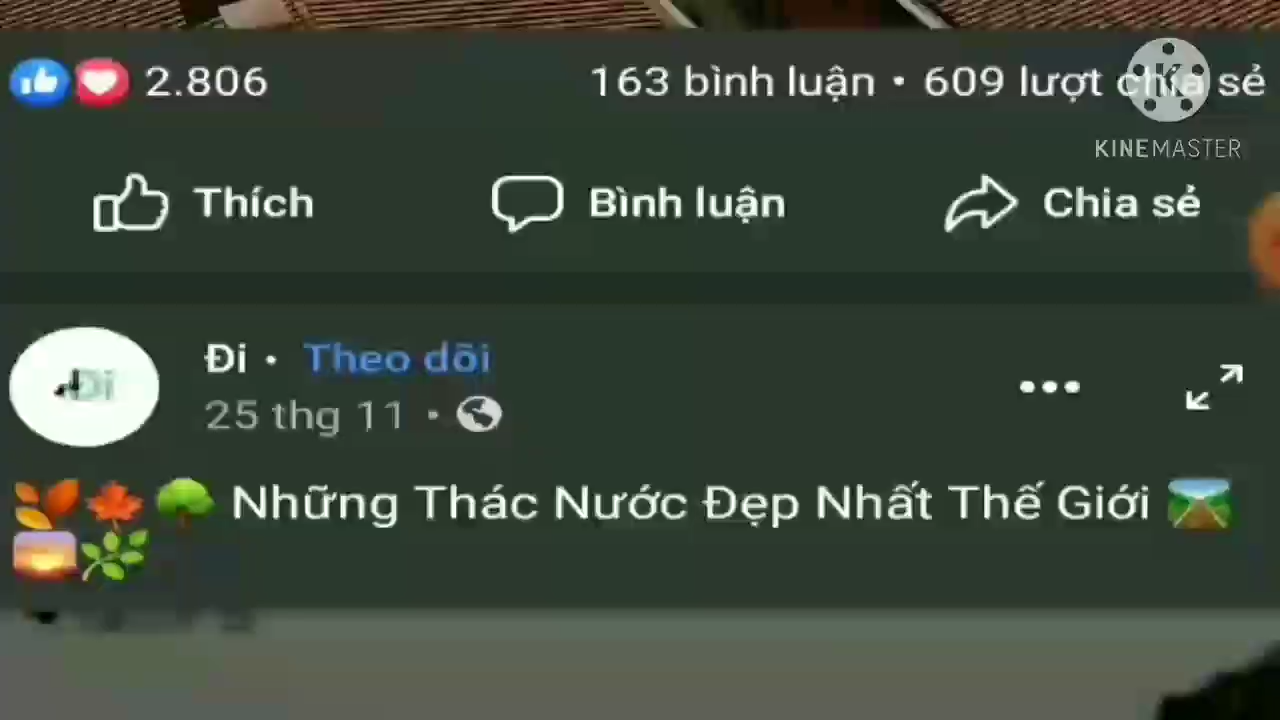 2.806 163 bình luận • 609 lượt chia sẻ
KINEMASTER
Thích Bình luận Chia sẻ
Đi • Theo dõi
25 thg 11 •
Những Thác Nước Đẹp Nhất Thế Giới